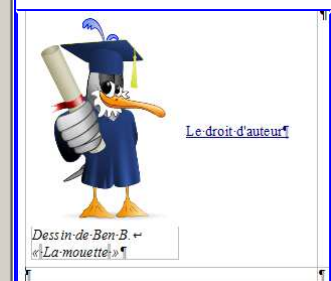 Le droit d'auteur¶
Dessin de Ben B.↵
« La mouette » ¶